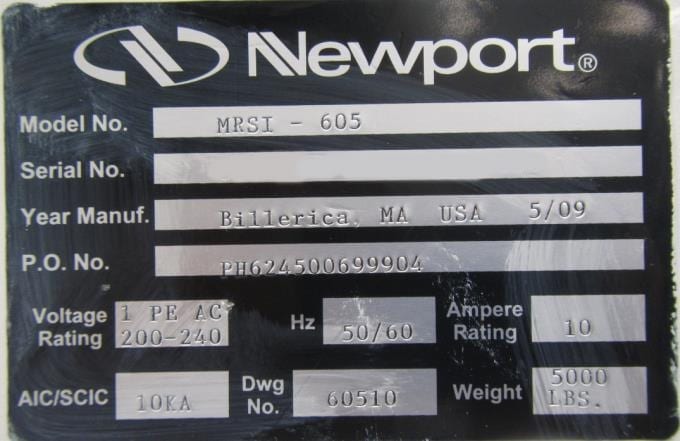 Newport®
Model No. MRSI - 605
Serial No.
Year Manuf. Billerica, MA USA 5/09
P.O. No. PH624500699904
Voltage Rating 1 PE AC 200-240 Hz 50/60 Ampere Rating 10
AIC/SCIC 10KA Dwg No. 60510 Weight 5000 LBS.